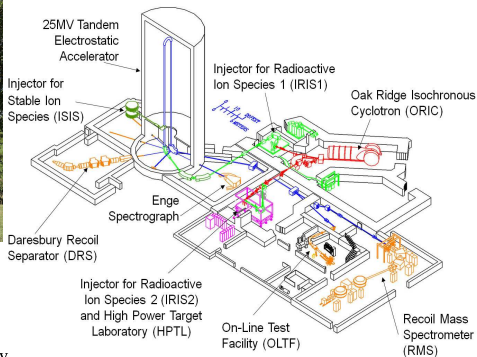 25MV Tandem
Electrostatic
Accelerator
Injector for
Stable Ion
Species (ISIS)
Injector for Radioactive
Ion Species 1 (IRIS1)
Oak Ridge Isochronous
Cyclotron (ORIC)
Enge
Spectrograph
Daresbury Recoil
Separator (DRS)
Injector for Radioactive
Ion Species 2 (IRIS2)
and High Power Target
Laboratory (HPTL)
On-Line Test
Facility (OLTF)
Recoil Mass
Spectrometer
(RMS)